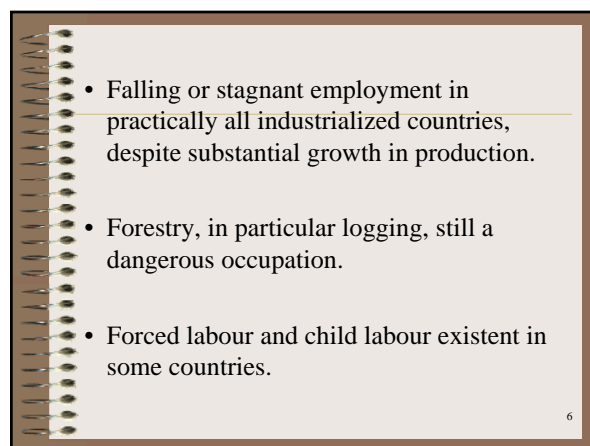 • Falling or stagnant employment in
practically all industrialized countries,
despite substantial growth in production.
• Forestry, in particular logging, still a
dangerous occupation.
• Forced labour and child labour existent in
some countries.
6